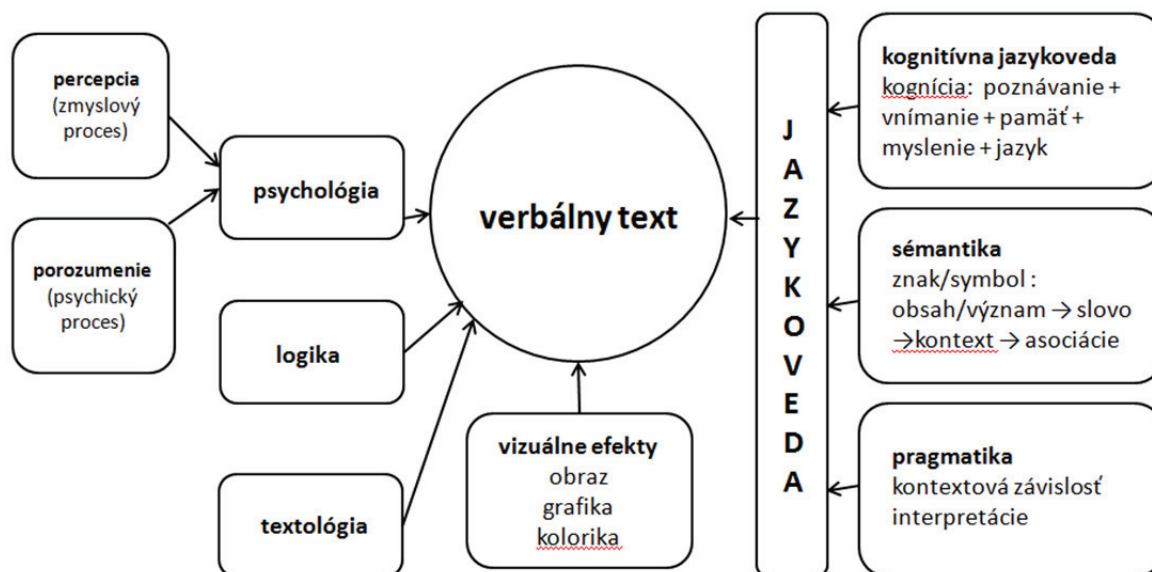 percepcia
(zmyslový
proces)
porozumenie
(psychický
proces)
psychológia
logika
textológia
verbálny text
vizuálne efekty
obraz
grafika
kolorika
JAZYKOVEDA
kognitívna jazykoveda
kognícia: poznávanie +
vnímanie + pamäť +
myslenie + jazyk
sémantika
znak/symbol :
obsah/význam → slovo
→kontext → asociácie
pragmatika
kontextová závislosť
interpretácie